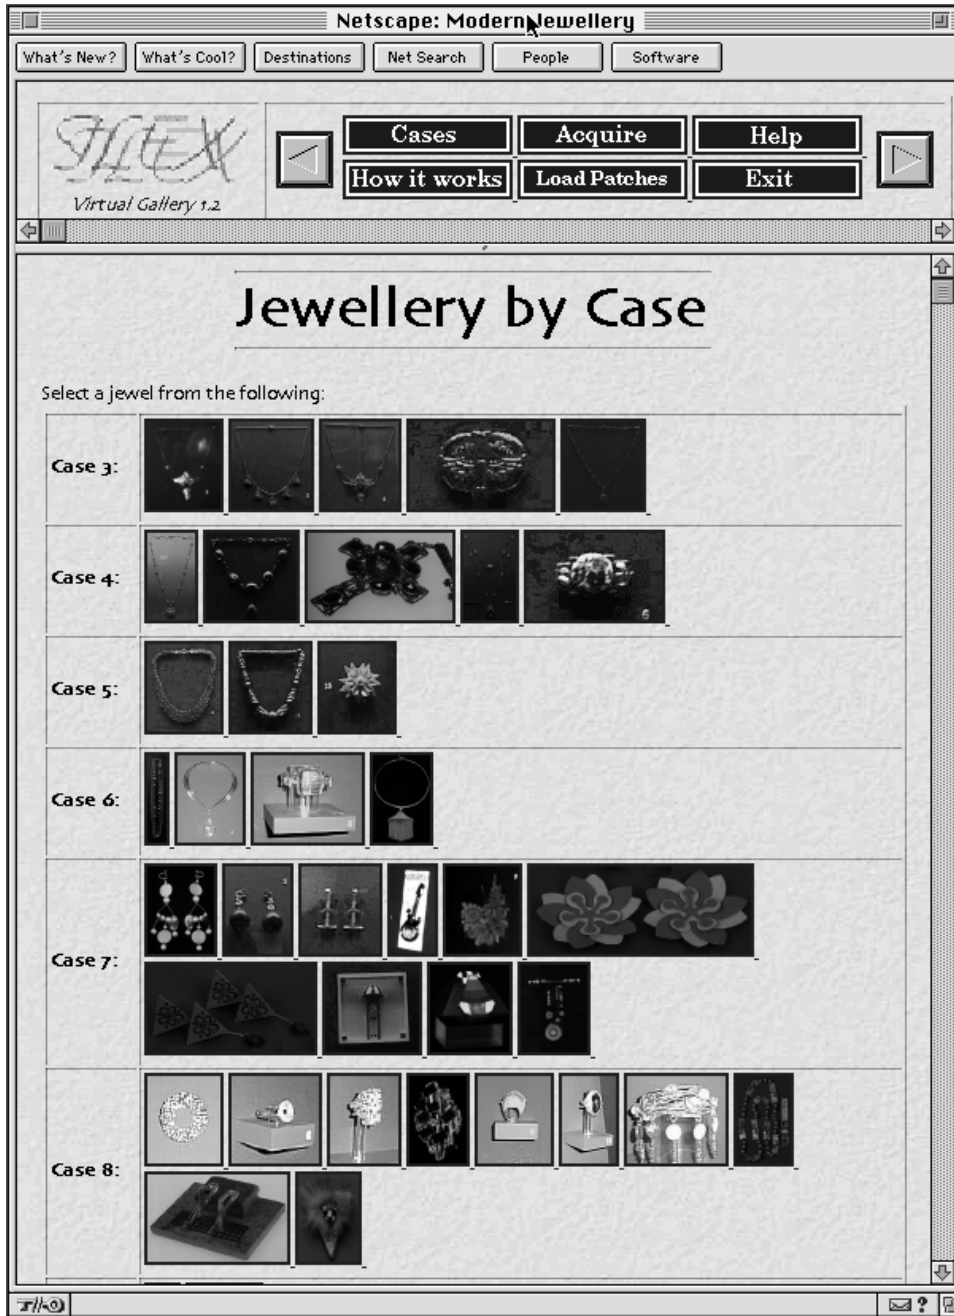 Netscape: Modern Jewellery
What's New? What's Cool? Destinations Net Search People Software
Cases Acquire Help
How it works Load Patches Exit
Virtual Gallery 1.2
Jewellery by Case
Select a jewel from the following:
Case 3:
Case 4:
Case 5:
Case 6:
Case 7:
Case 8: